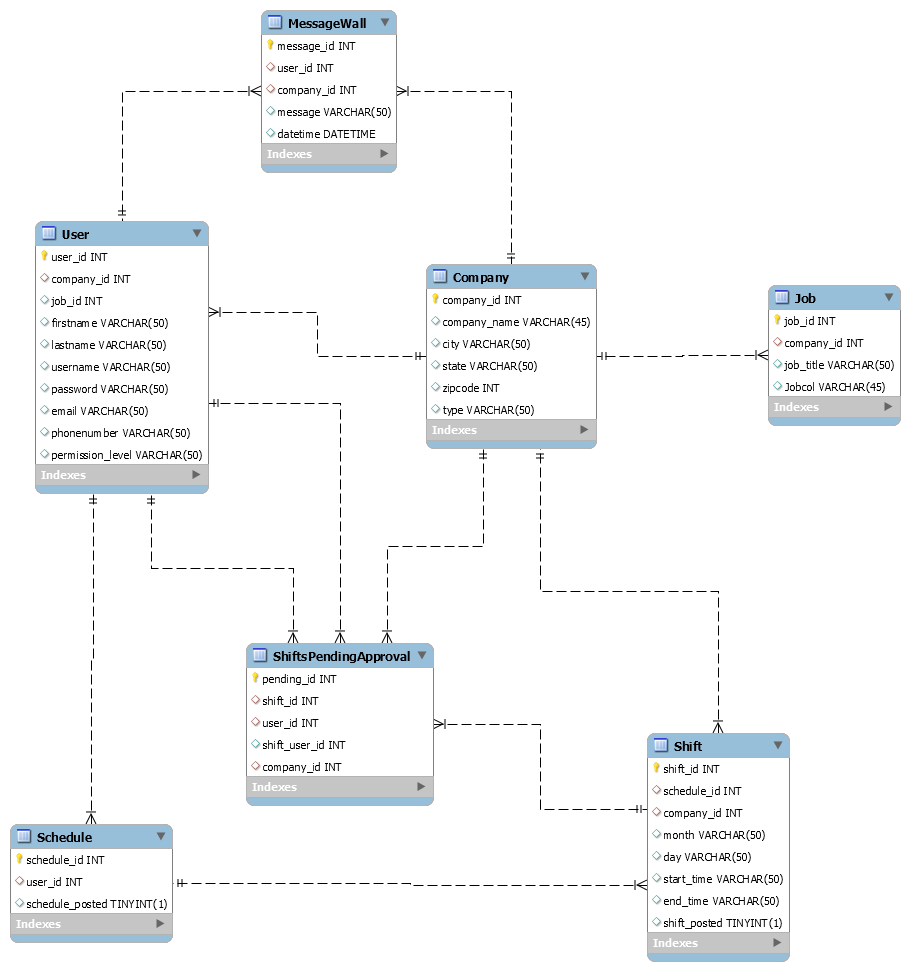 MessageWall
message_id INT
user_id INT
company_id INT
message VARCHAR(50)
datetime DATETIME
Indexes
User
user_id INT
company_id INT
job_id INT
firstname VARCHAR(50)
lastname VARCHAR(50)
username VARCHAR(50)
password VARCHAR(50)
email VARCHAR(50)
phonenumber VARCHAR(50)
permission_level VARCHAR(50)
Indexes
Company
company_id INT
company_name VARCHAR(45)
city VARCHAR(50)
state VARCHAR(50)
zipcode INT
type VARCHAR(50)
Indexes
Job
job_id INT
company_id INT
job_title VARCHAR(50)
Jobcol VARCHAR(45)
Indexes
ShiftsPendingApproval
pending_id INT
shift_id INT
user_id INT
shift_user_id INT
company_id INT
Indexes
Shift
shift_id INT
schedule_id INT
company_id INT
month VARCHAR(50)
day VARCHAR(50)
start_time VARCHAR(50)
end_time VARCHAR(50)
shift_posted TINYINT(1)
Indexes
Schedule
schedule_id INT
user_id INT
schedule_posted TINYINT(1)
Indexes